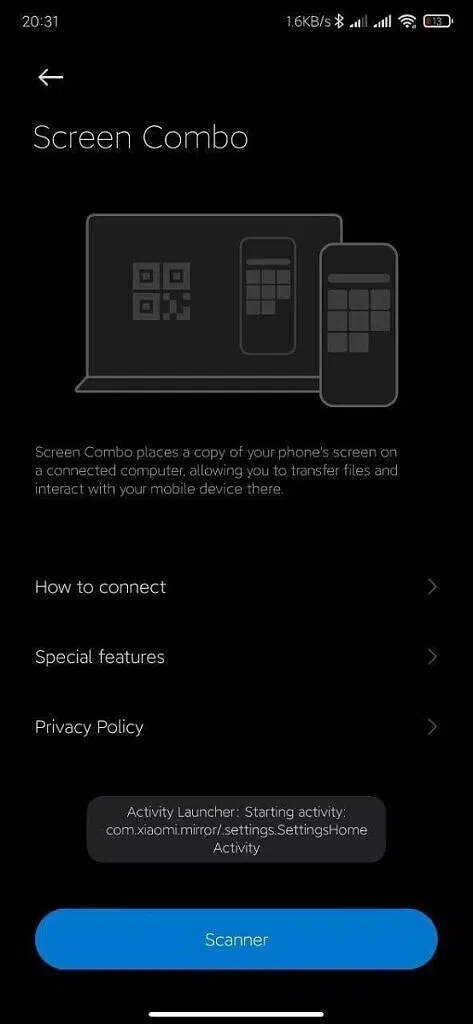 20:31 1.6KB/s 13
Screen Combo
Screen Combo places a copy of your phone's screen on
a connected computer, allowing you to transfer files and
interact with your mobile device there.
How to connect
Special features
Privacy Policy
Activity Launcher: Starting activity:
com.xiaomi.mirror/.settings.SettingsHome
Activity
Scanner